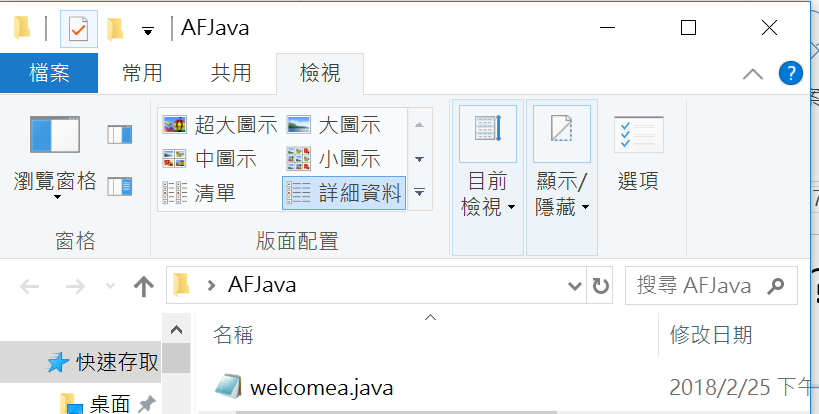 AFJava
檔案 常用 共用 檢視
超大圖示 大圖示
中圖示 小圖示
清單 詳細資料
瀏覽窗格
目前
檢視
顯示/
隱藏
選項
窗格 版面配置
AFJava 搜尋 AFJava
名稱 修改日期
快速存取
welcomea.java 2018/2/25 下午
桌面